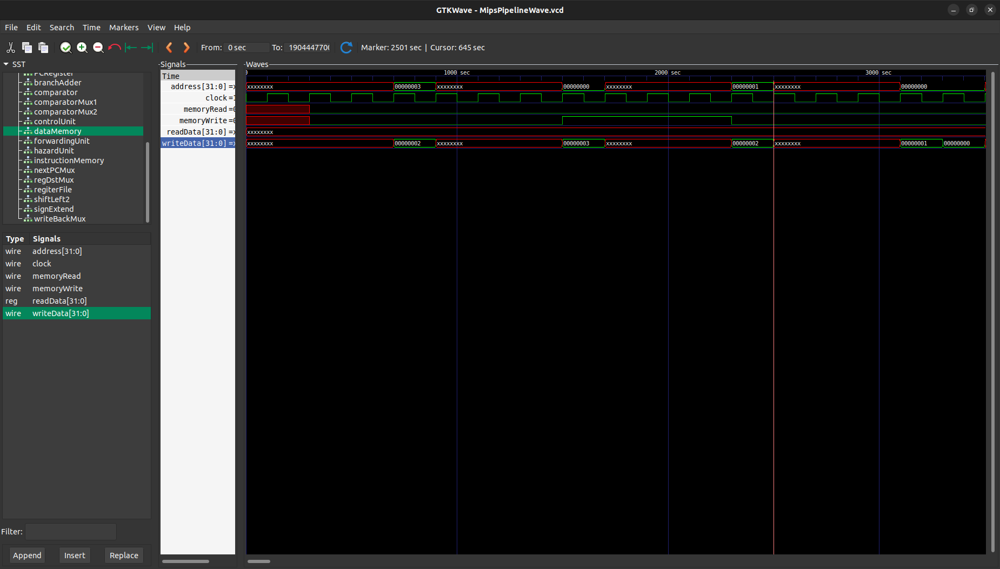 GTKWave - MipsPipelineWave.vcd
File Edit Search Time Markers View Help
From: 0 sec To: 1904447700 Marker: 2501 sec | Cursor: 645 sec
SST
PCRegister
branchAdder
comparator
comparatorMux1
comparatorMux2
controlUnit
dataMemory
forwardingUnit
hazardUnit
instructionMemory
nextPCMux
regDstMux
regiterFile
shiftLeft2
signExtend
writeBackMux
Type Signals
wire address[31:0]
wire clock
wire memoryRead
wire memoryWrite
reg readData[31:0]
wire writeData[31:0]
Filter:
Append Insert Replace
Signals
Time
address[31:0] =x
clock=1
memoryRead=0
memoryWrite=0
readData[31:0] =x
writeData[31:0] =x
Waves
0 1000 sec 2000 sec 3000 sec
xxxxxxxx 00000003 xxxxxxxx 00000000 xxxxxxxx 00000001 xxxxxxxx 00000000
xxxxxxxx
xxxxxxxx 00000002 xxxxxxxx 00000003 xxxxxxxx 00000002 xxxxxxxx 00000001 00000000